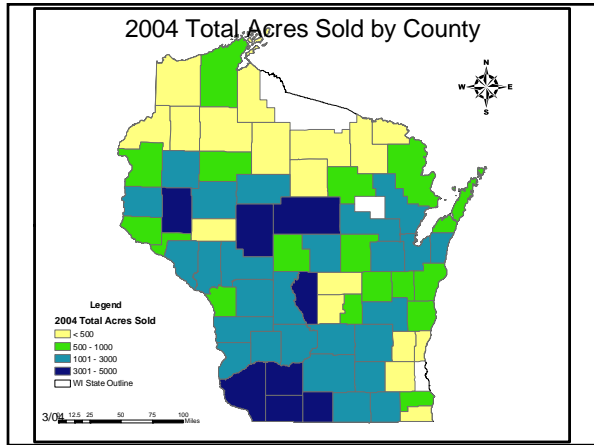 2004 Total Acres Sold by County
N
W E
S
Legend
2004 Total Acres Sold
< 500
500 - 1000
1001 - 3000
3001 - 5000
WI State Outline
3/04
12.5 25 50 75 100
Miles